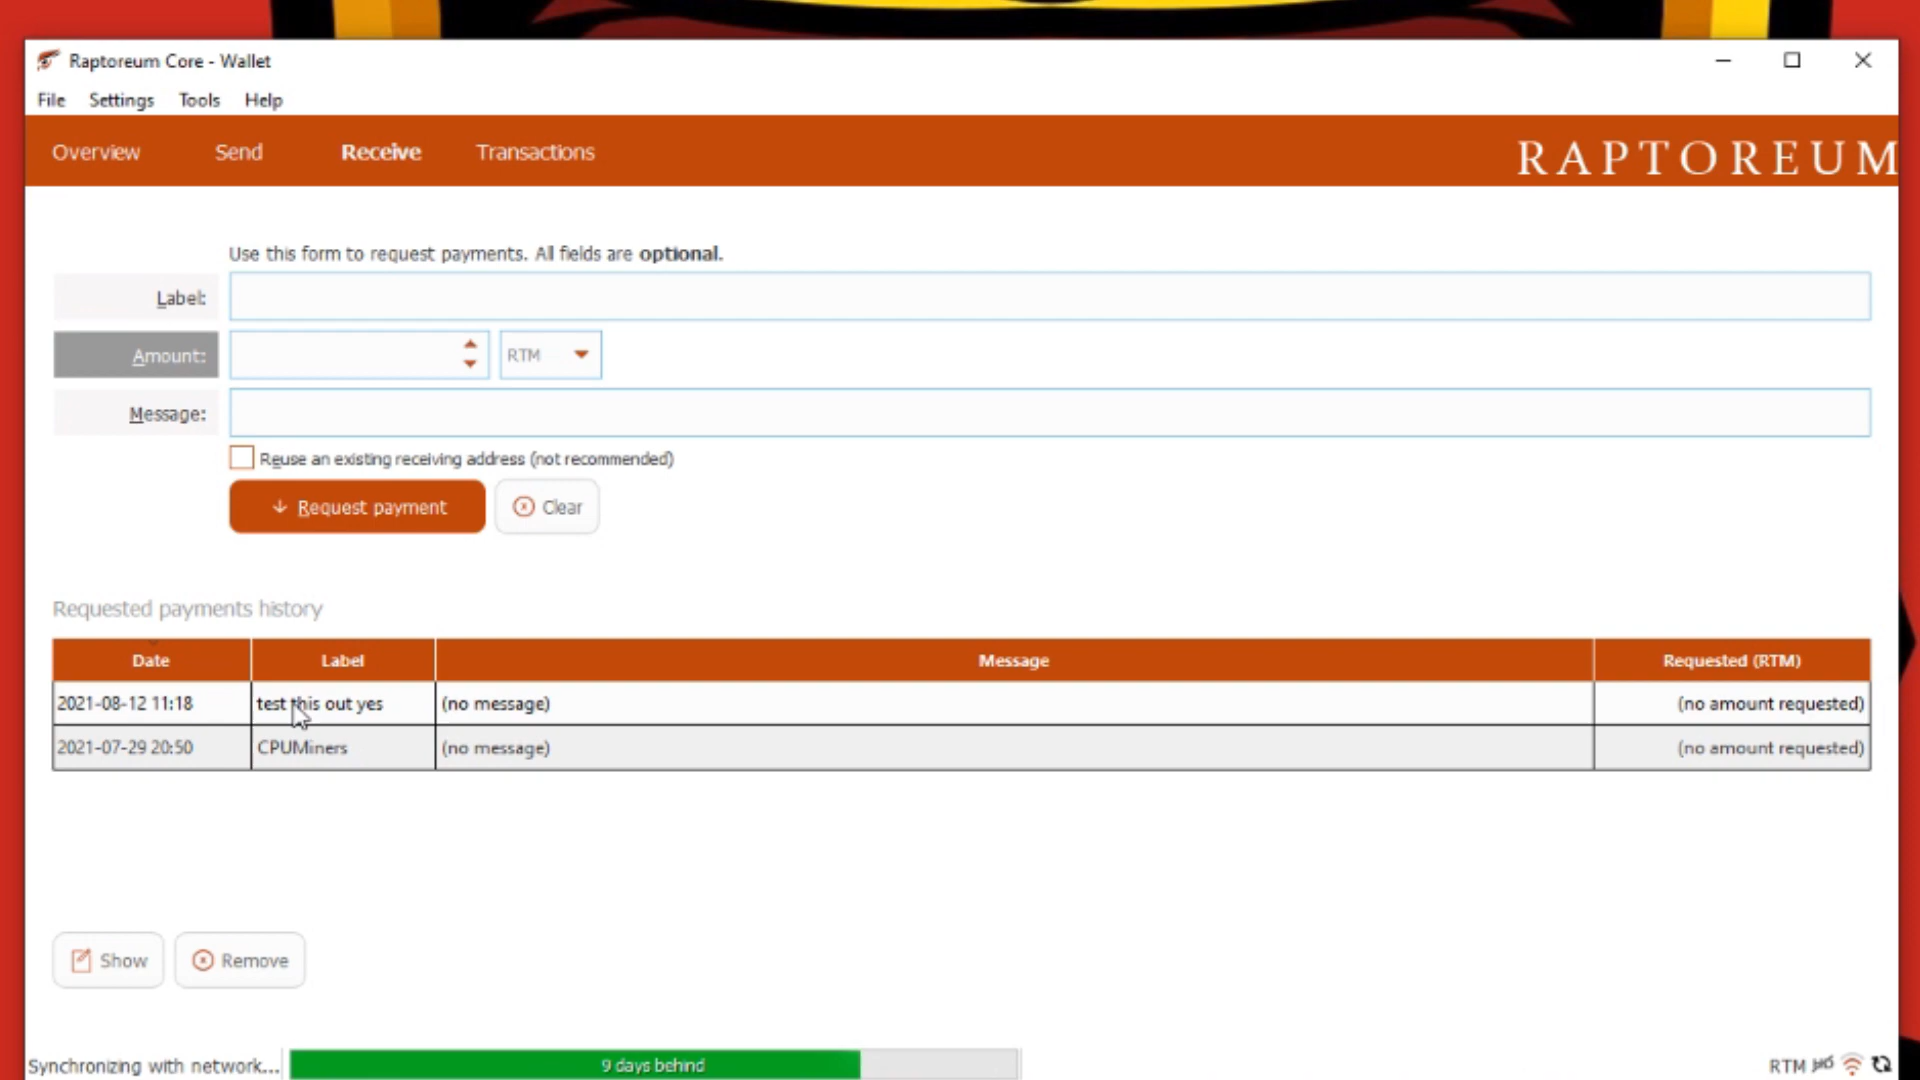 Raptoreum Core - Wallet
File Settings Tools Help
Overview Send Receive Transactions RAPTOREUM
Use this form to request payments. All fields are optional.
Label:
Amount: RTM
Message:
Reuse an existing receiving address (not recommended)
Request payment Clear
Requested payments history
Date Label Message Requested (RTM)
2021-08-12 11:18 test this out yes (no message) (no amount requested)
2021-07-29 20:50 CPUMiners (no message) (no amount requested)
Show Remove
Synchronizing with network... 9 days behind RTM HD